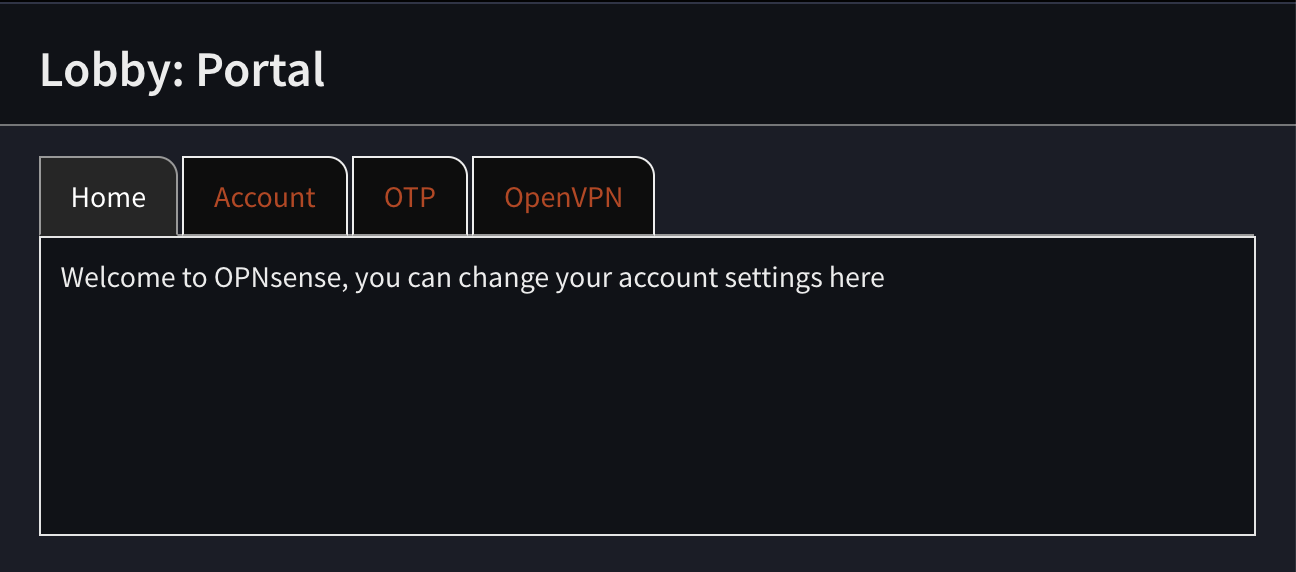 Lobby: Portal
Home Account OTP OpenVPN
Welcome to OPNsense, you can change your account settings here